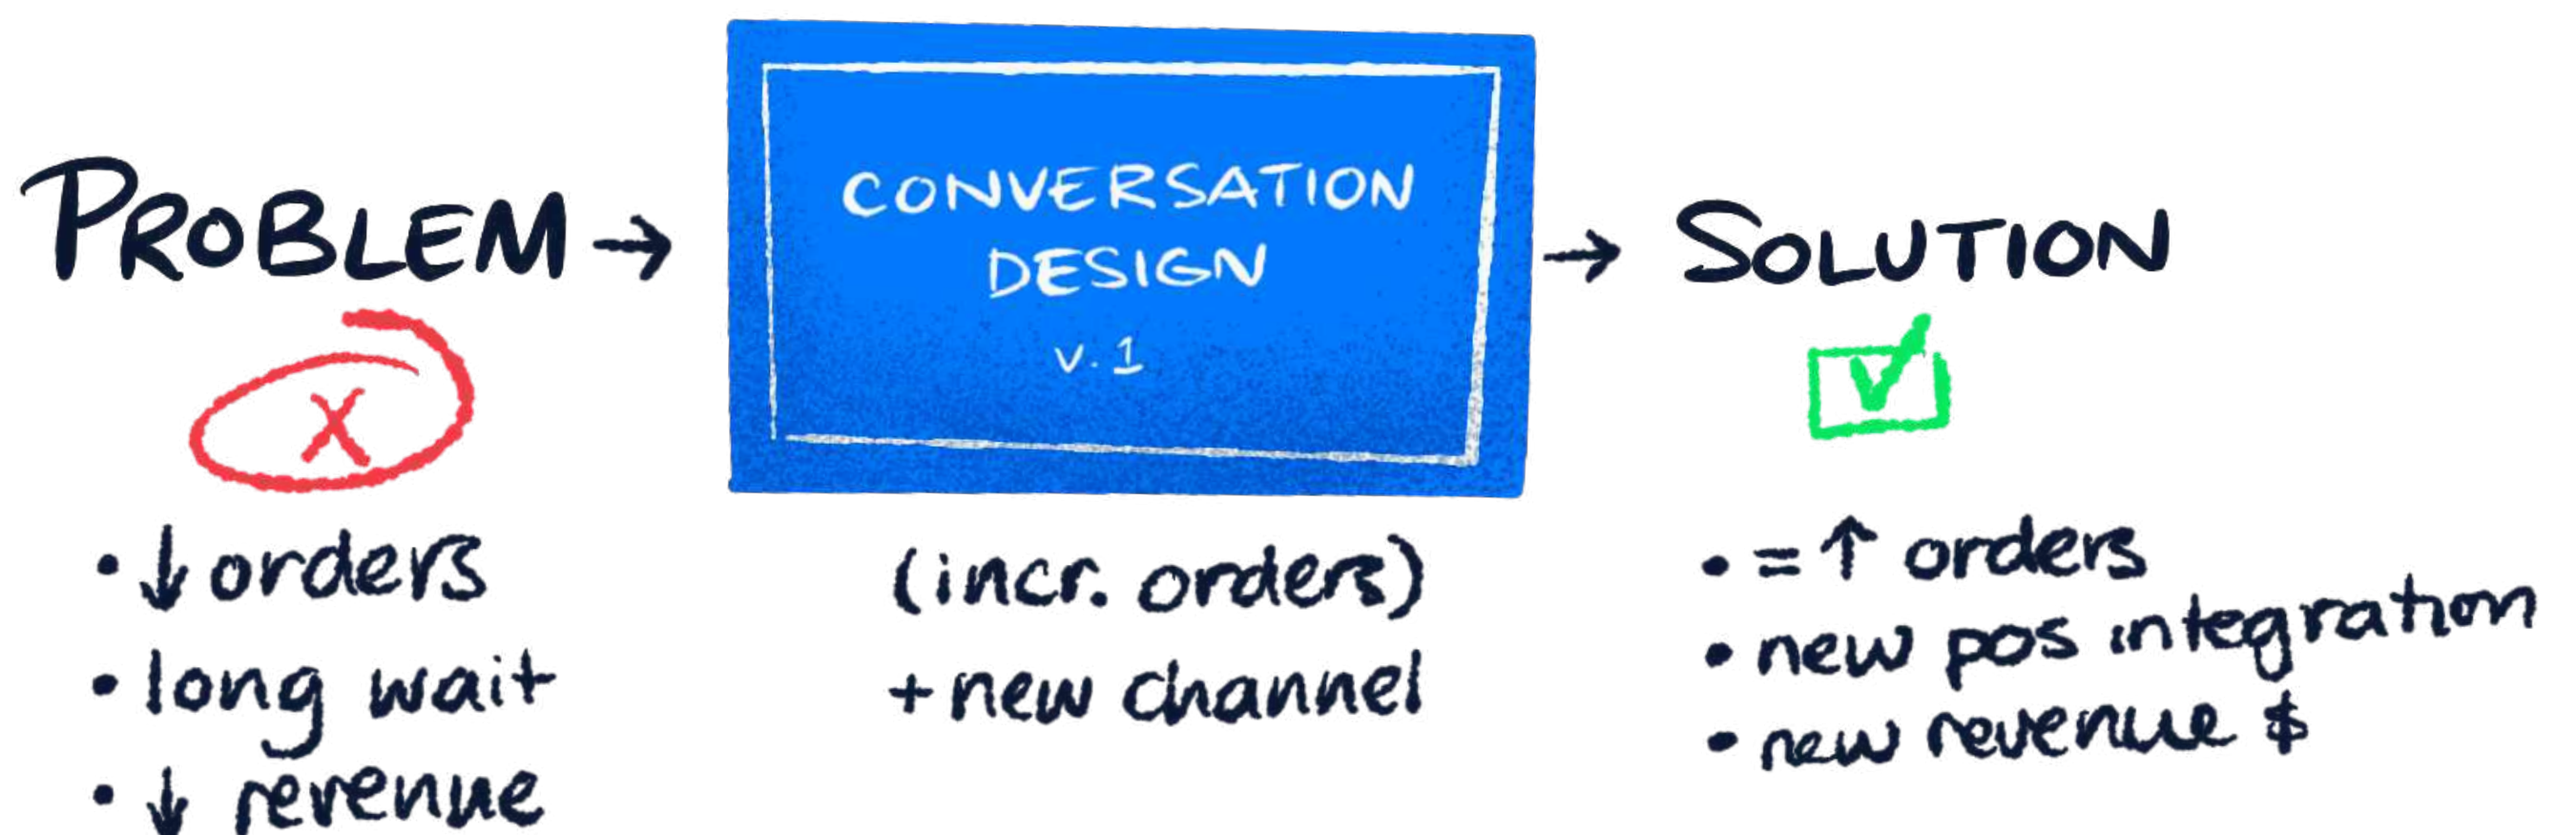 PROBLEM →
• ↓ orders
• long wait
• ↓ revenue
CONVERSATION
DESIGN
v. 1
(incr. orders)
+ new channel
→ SOLUTION
• = ↑ orders
• new pos integration
• new revenue $